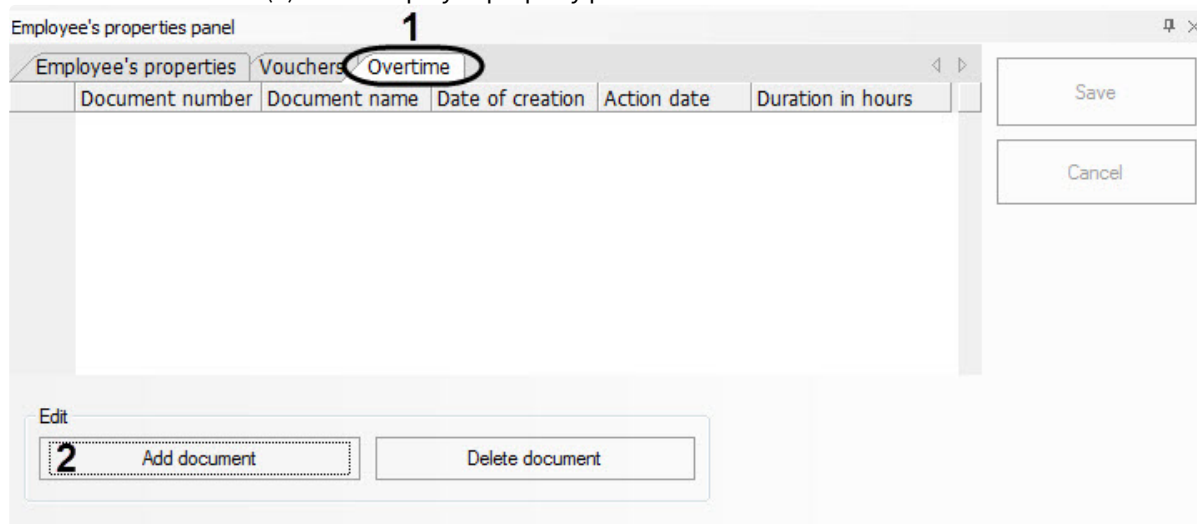 Employee's properties panel
1
Employee's properties Vouchers Overtime
Document number Document name Date of creation Action date Duration in hours
Save
Cancel
Edit
2 Add document Delete document